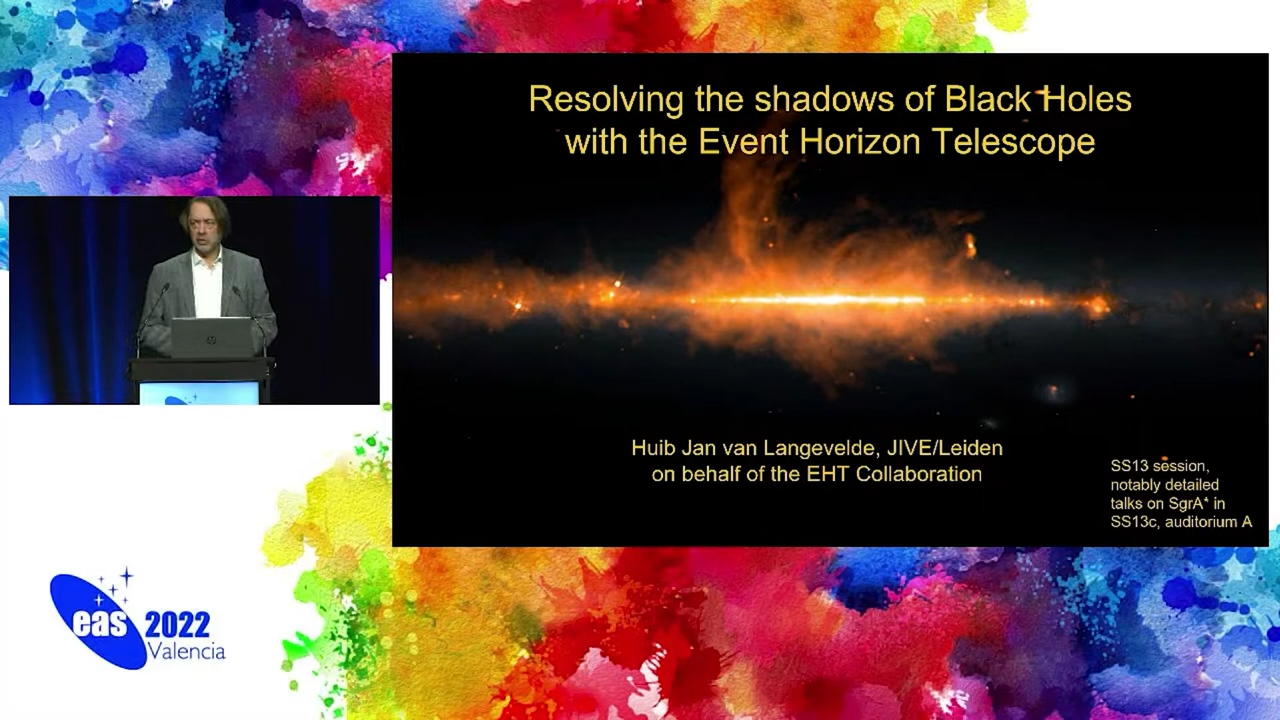 Resolving the shadows of Black Holes
with the Event Horizon Telescope
Huib Jan van Langevelde, JIVE/Leiden
on behalf of the EHT Collaboration
SS13 session,
notably detailed
talks on SgrA* in
SS13c, auditorium A
eas 2022
Valencia